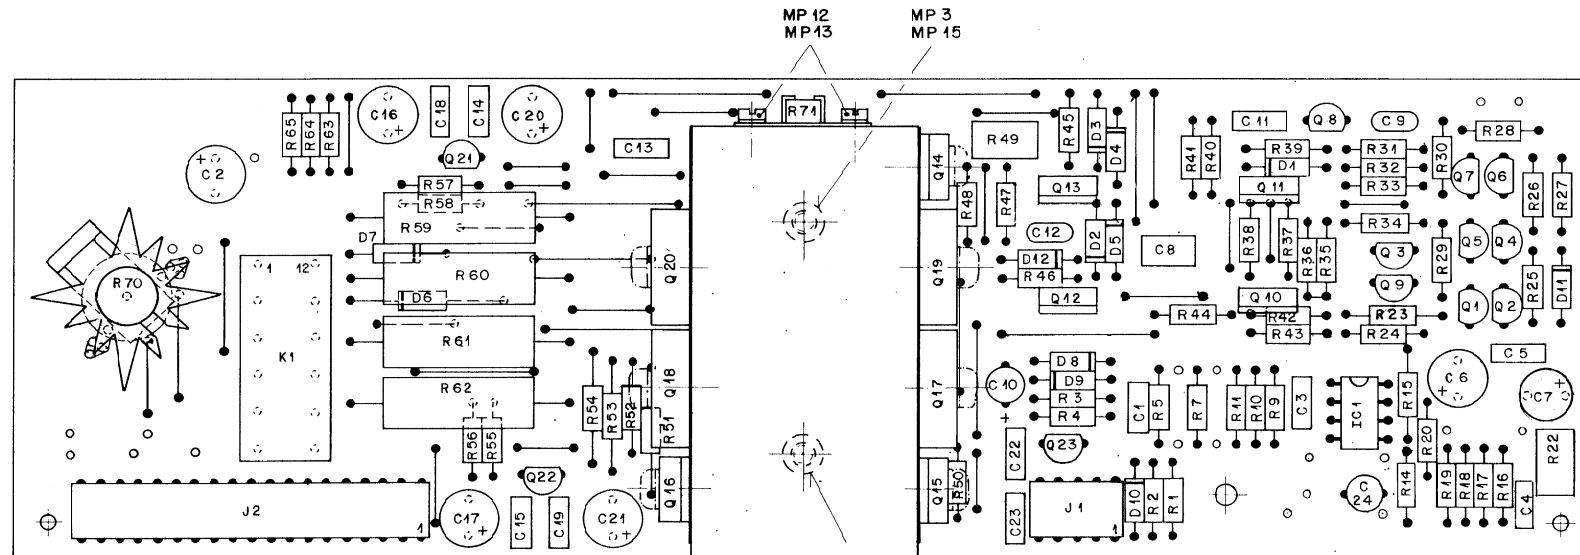 MP 12
MP13
MP 3
MP 15
R65
R64
R63
C16
+
C18
C14
C20
+
R71
C13
Q21
+
C2
R57
R58
R59
D7
R60
D6
R61
R62
R70
1
12
K1
R54
R53
R52
R51
R56
R55
Q22
J2
1
C17
+
C15
C19
C21
+
Q20
Q18
Q16
Q14
Q19
Q17
Q15
R50
R48
R47
R49
R45
D3
D4
Q13
C12
D2
D5
C8
D12
R46
Q12
R44
C10
+
D8
D9
R3
R4
C1
R5
R7
R11
R10
R9
C3
C22
Q23
C23
J1
1
D10
R2
R1
R41
R40
C11
Q8
C9
R39
D1
Q11
R31
R32
R33
R34
R38
R37
R36
R35
Q3
Q9
Q10
R42
R43
R23
R24
R30
R29
R28
Q7
Q6
Q5
Q4
Q1
Q2
R26
R27
R25
D11
C5
C6
C7
+
IC1
R15
R20
R22
R14
C
24
R19
R18
R17
R16
C4